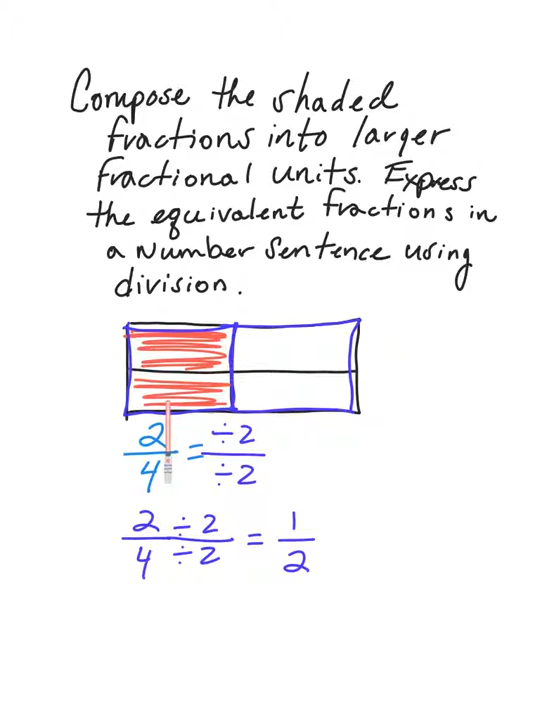 Compose the shaded
fractions into larger
fractional units. Express
the equivalent fractions in
a Number Sentence using
division.
2/4 = ÷2/÷2
2 ÷ 2 / 4 ÷ 2 = 1/2